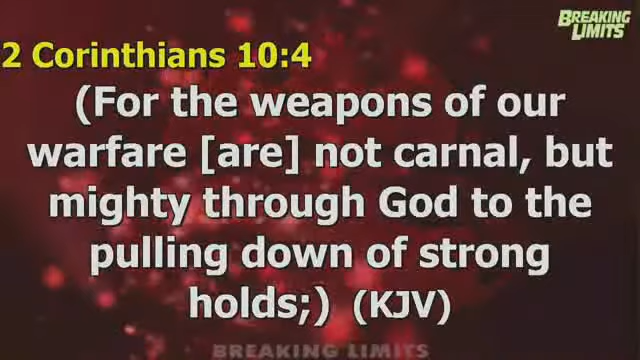 BREAKING
LIMITS
2 Corinthians 10:4
(For the weapons of our
warfare [are] not carnal, but
mighty through God to the
pulling down of strong
holds;) (KJV)
BREAKING LIMITS